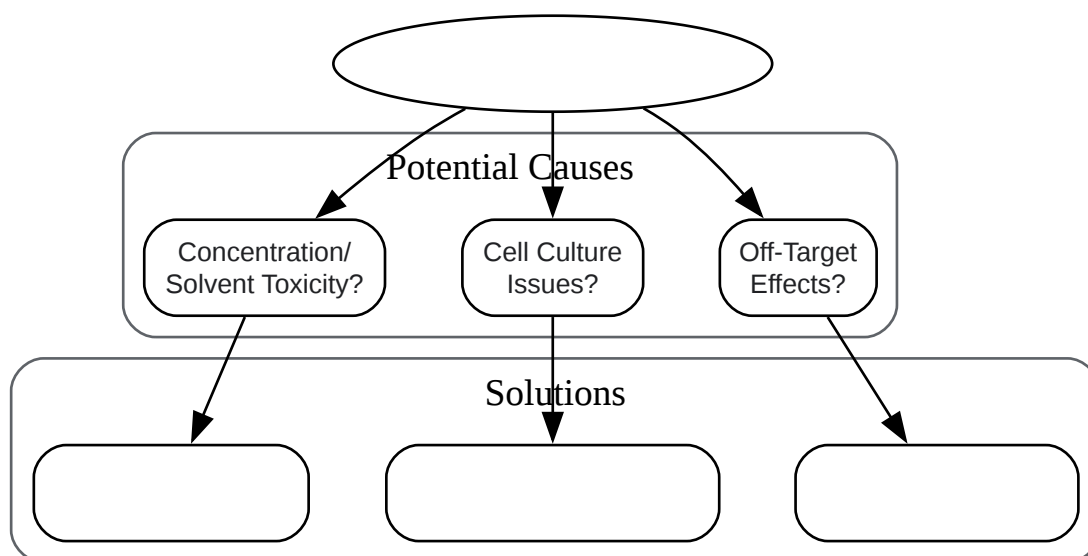 Potential Causes
Concentration/
Solvent Toxicity?
Cell Culture
Issues?
Off-Target
Effects?
Solutions